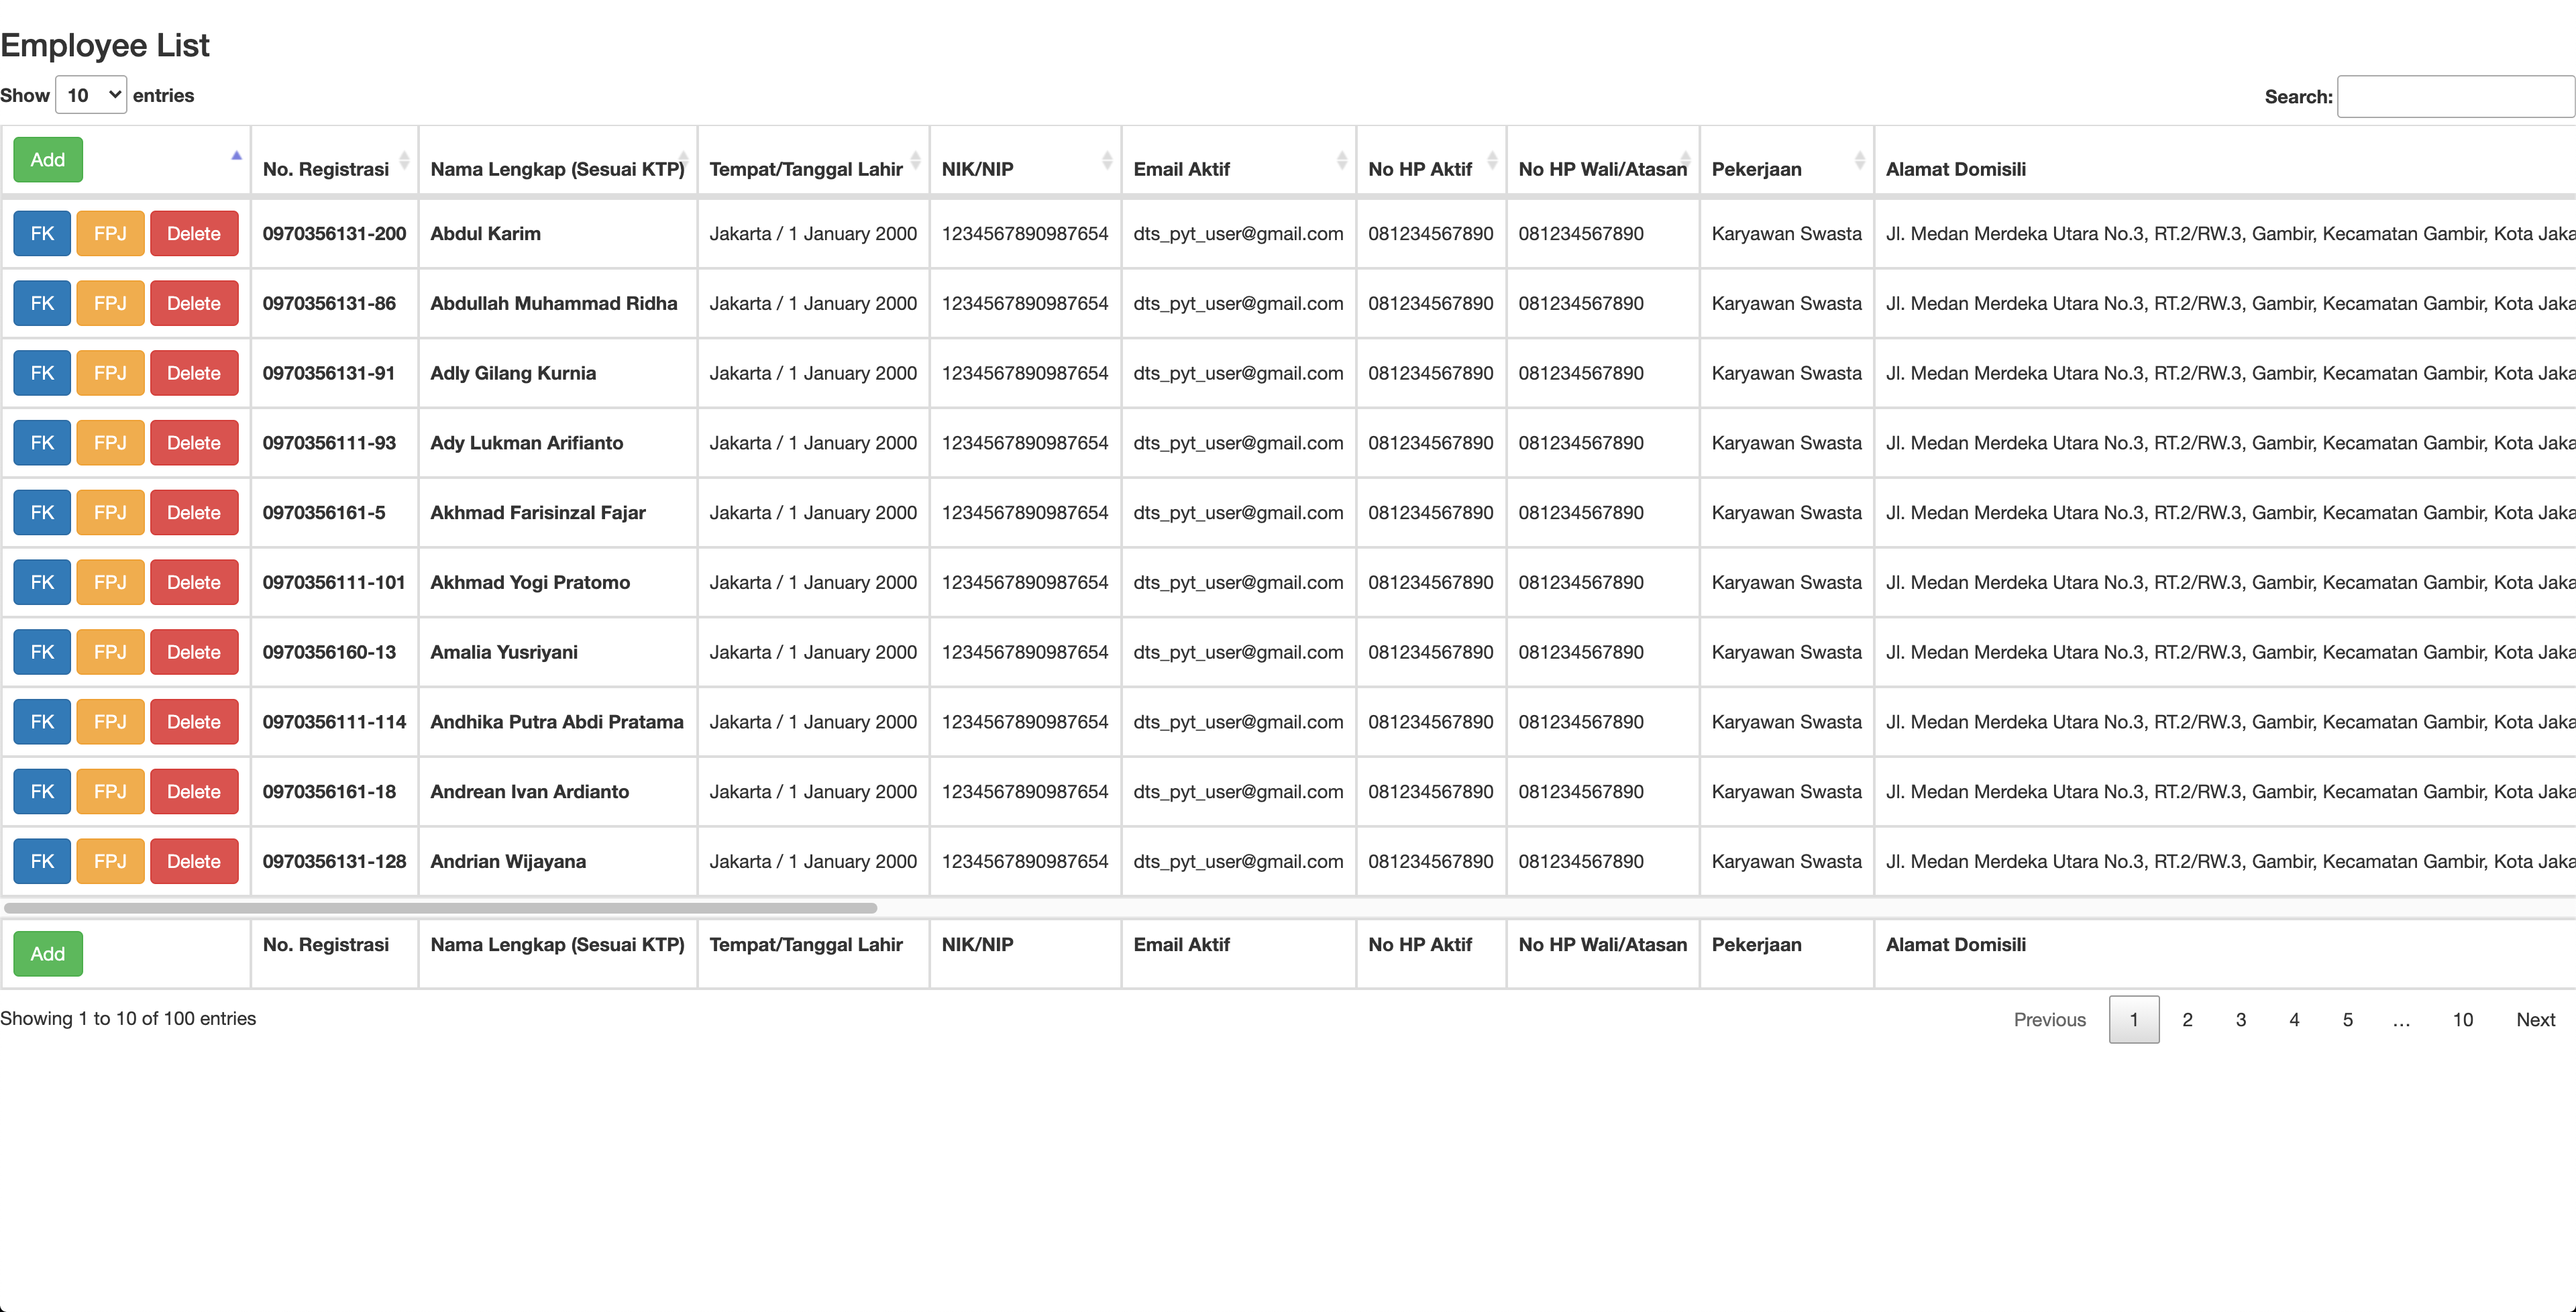 Employee List
Show 10 entries Search:
Add No. Registrasi Nama Lengkap (Sesuai KTP) Tempat/Tanggal Lahir NIK/NIP Email Aktif No HP Aktif No HP Wali/Atasan Pekerjaan Alamat Domisili
FK FPJ Delete 0970356131-200 Abdul Karim Jakarta / 1 January 2000 1234567890987654 dts_pyt_user@gmail.com 081234567890 081234567890 Karyawan Swasta Jl. Medan Merdeka Utara No.3, RT.2/RW.3, Gambir, Kecamatan Gambir, Kota Jaka
FK FPJ Delete 0970356131-86 Abdullah Muhammad Ridha Jakarta / 1 January 2000 1234567890987654 dts_pyt_user@gmail.com 081234567890 081234567890 Karyawan Swasta Jl. Medan Merdeka Utara No.3, RT.2/RW.3, Gambir, Kecamatan Gambir, Kota Jaka
FK FPJ Delete 0970356131-91 Adly Gilang Kurnia Jakarta / 1 January 2000 1234567890987654 dts_pyt_user@gmail.com 081234567890 081234567890 Karyawan Swasta Jl. Medan Merdeka Utara No.3, RT.2/RW.3, Gambir, Kecamatan Gambir, Kota Jaka
FK FPJ Delete 0970356111-93 Ady Lukman Arifianto Jakarta / 1 January 2000 1234567890987654 dts_pyt_user@gmail.com 081234567890 081234567890 Karyawan Swasta Jl. Medan Merdeka Utara No.3, RT.2/RW.3, Gambir, Kecamatan Gambir, Kota Jaka
FK FPJ Delete 0970356161-5 Akhmad Farisinzal Fajar Jakarta / 1 January 2000 1234567890987654 dts_pyt_user@gmail.com 081234567890 081234567890 Karyawan Swasta Jl. Medan Merdeka Utara No.3, RT.2/RW.3, Gambir, Kecamatan Gambir, Kota Jaka
FK FPJ Delete 0970356111-101 Akhmad Yogi Pratomo Jakarta / 1 January 2000 1234567890987654 dts_pyt_user@gmail.com 081234567890 081234567890 Karyawan Swasta Jl. Medan Merdeka Utara No.3, RT.2/RW.3, Gambir, Kecamatan Gambir, Kota Jaka
FK FPJ Delete 0970356160-13 Amalia Yusriyani Jakarta / 1 January 2000 1234567890987654 dts_pyt_user@gmail.com 081234567890 081234567890 Karyawan Swasta Jl. Medan Merdeka Utara No.3, RT.2/RW.3, Gambir, Kecamatan Gambir, Kota Jaka
FK FPJ Delete 0970356111-114 Andhika Putra Abdi Pratama Jakarta / 1 January 2000 1234567890987654 dts_pyt_user@gmail.com 081234567890 081234567890 Karyawan Swasta Jl. Medan Merdeka Utara No.3, RT.2/RW.3, Gambir, Kecamatan Gambir, Kota Jaka
FK FPJ Delete 0970356161-18 Andrean Ivan Ardianto Jakarta / 1 January 2000 1234567890987654 dts_pyt_user@gmail.com 081234567890 081234567890 Karyawan Swasta Jl. Medan Merdeka Utara No.3, RT.2/RW.3, Gambir, Kecamatan Gambir, Kota Jaka
FK FPJ Delete 0970356131-128 Andrian Wijayana Jakarta / 1 January 2000 1234567890987654 dts_pyt_user@gmail.com 081234567890 081234567890 Karyawan Swasta Jl. Medan Merdeka Utara No.3, RT.2/RW.3, Gambir, Kecamatan Gambir, Kota Jaka
Add No. Registrasi Nama Lengkap (Sesuai KTP) Tempat/Tanggal Lahir NIK/NIP Email Aktif No HP Aktif No HP Wali/Atasan Pekerjaan Alamat Domisili
Showing 1 to 10 of 100 entries Previous 1 2 3 4 5 … 10 Next